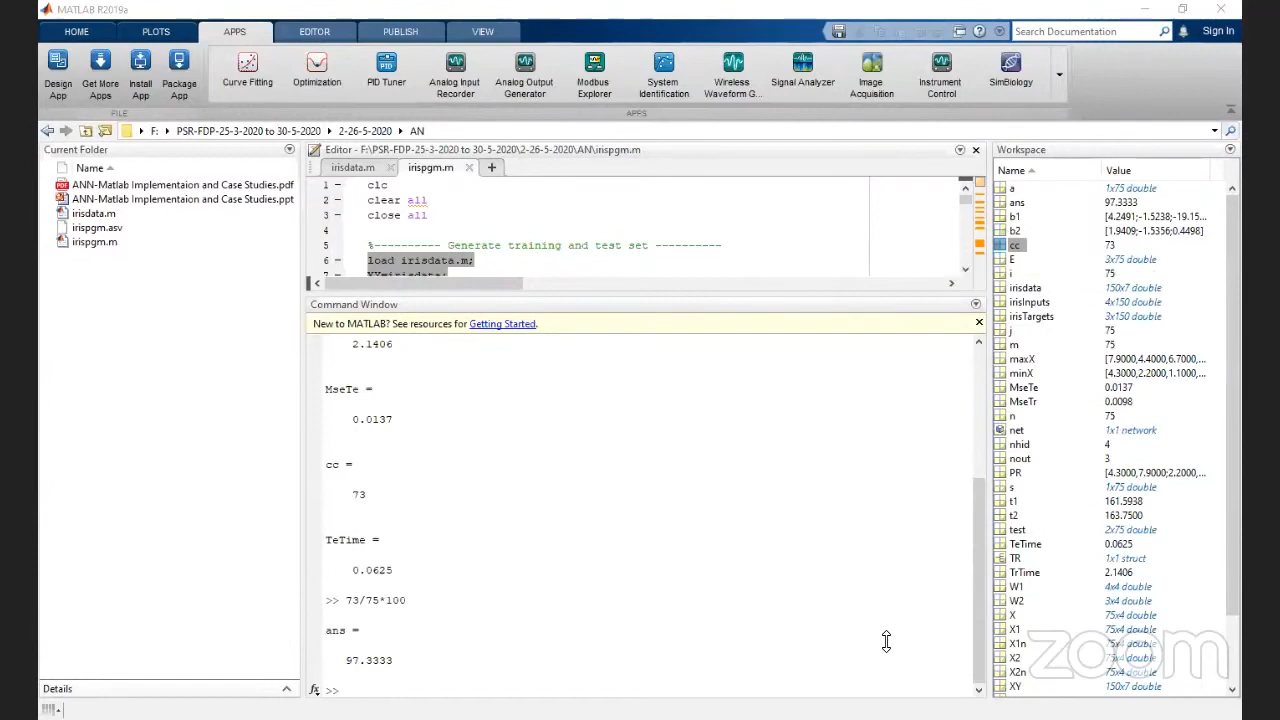 MATLAB R2019a
HOME PLOTS APPS EDITOR PUBLISH VIEW Search Documentation Sign In
Design App
Get More Apps
Install App
Package App
Curve Fitting
Optimization
PID Tuner
Analog Input Recorder
Analog Output Generator
Modbus Explorer
System Identification
Wireless Waveform G...
Signal Analyzer
Image Acquisition
Instrument Control
SimBiology
FILE APPS
F: PSR-FDP-25-3-2020 to 30-5-2020 2-26-5-2020 AN
Current Folder
Name
ANN-Matlab Implementaion and Case Studies.pdf
ANN-Matlab Implementaion and Case Studies.ppt
irisdata.m
irispgm.asv
irispgm.m
Details
Editor - F:\PSR-FDP-25-3-2020 to 30-5-2020\2-26-5-2020\AN\irispgm.m
irisdata.m irispgm.m
1 clc
2 clear all
3 close all
4
5 %---------- Generate training and test set ----------
6 load irisdata.m;
7 XY=irisdata;
Command Window
New to MATLAB? See resources for Getting Started.
2.1406
MseTe =
0.0137
cc =
73
TeTime =
0.0625
>> 73/75*100
ans =
97.3333
fx >>
Workspace
Name Value
a 1x75 double
ans 97.3333
b1 [4.2491;-1.5238;-19.15...
b2 [1.9409;-1.5356;0.4498]
cc 73
E 3x75 double
i 75
irisdata 150x7 double
irisInputs 4x150 double
irisTargets 3x150 double
j 75
m 75
maxX [7.9000,4.4000,6.7000,...
minX [4.3000,2.2000,1.1000,...
MseTe 0.0137
MseTr 0.0098
n 75
net 1x1 network
nhid 4
nout 3
PR [4.3000,7.9000;2.2000,...
s 1x75 double
t1 161.5938
t2 163.7500
test 2x75 double
TeTime 0.0625
TR 1x1 struct
TrTime 2.1406
W1 4x4 double
W2 3x4 double
X 75x4 double
X1 75x4 double
X1n 75x4 double
X2 75x4 double
X2n 75x4 double
XY 150x7 double
zoom